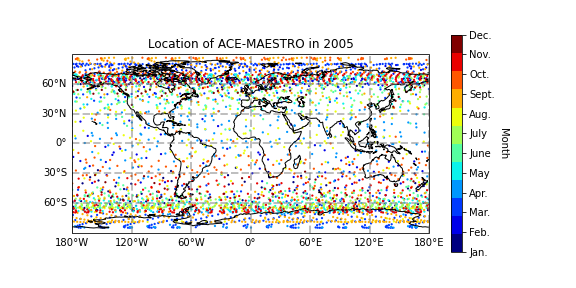 Location of ACE-MAESTRO in 2005
60°N
30°N
0°
30°S
60°S
180°W 120°W 60°W 0° 60°E 120°E 180°E
Dec.
Nov.
Oct.
Sept.
Aug.
July
June
May
Apr.
Mar.
Feb.
Jan.
Month